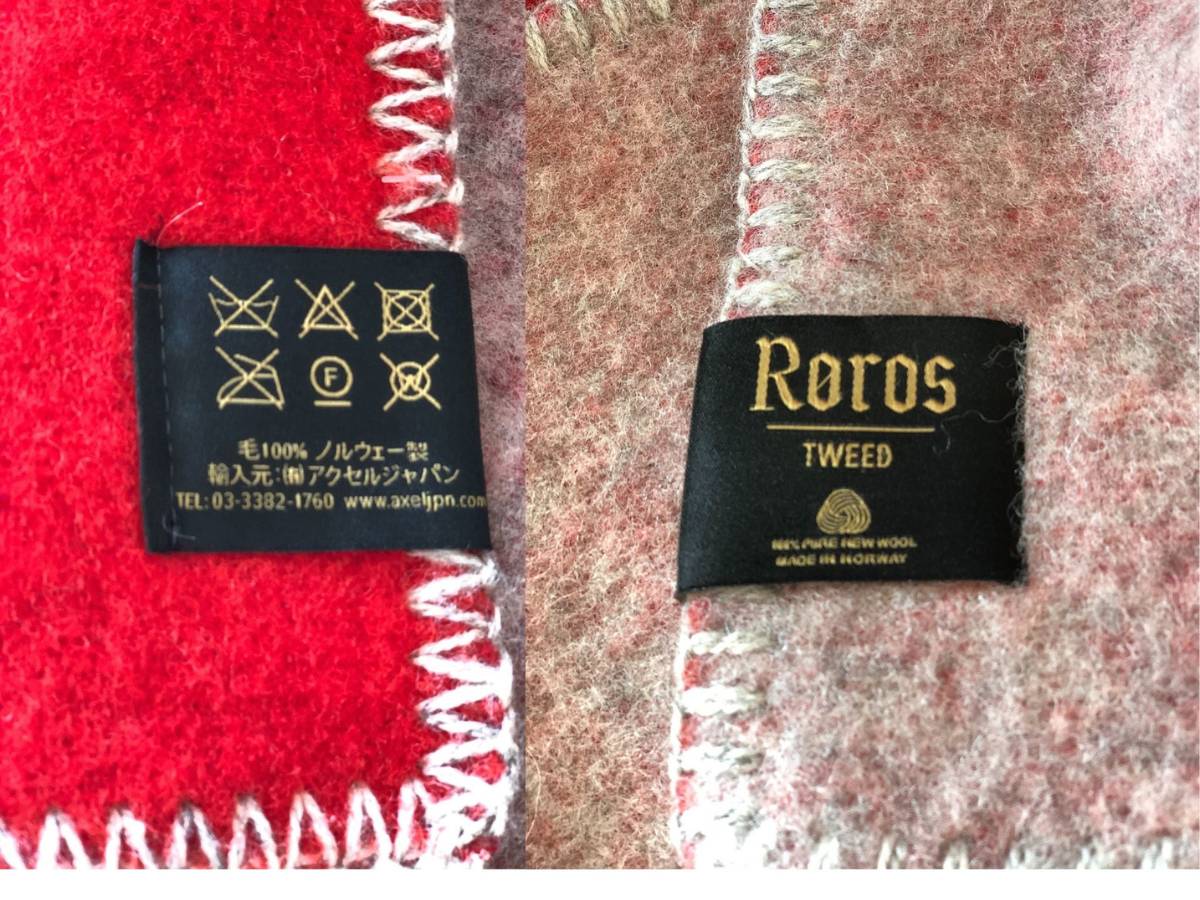 F
W
毛100% ノルウェー製
輸入元:㈲アクセルジャパン
TEL: 03-3382-1760 www.axeljpn.com
Røros
TWEED
100% PURE NEW WOOL
MADE IN NORWAY